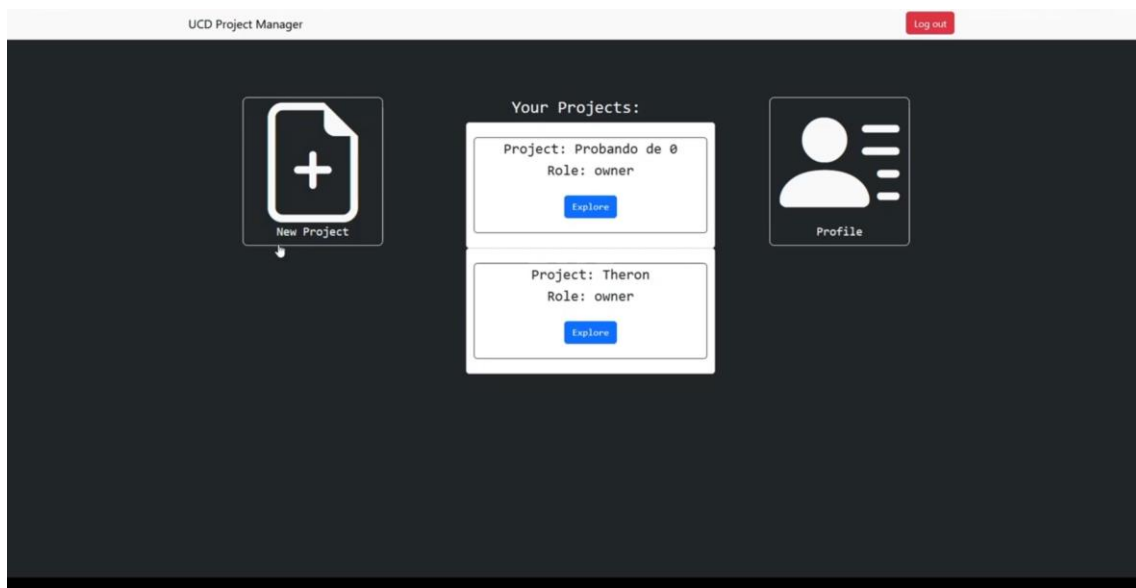 UCD Project Manager
Log out
New Project
Your Projects:
Project: Probando de 0
Role: owner
Explore
Project: Theron
Role: owner
Explore
Profile